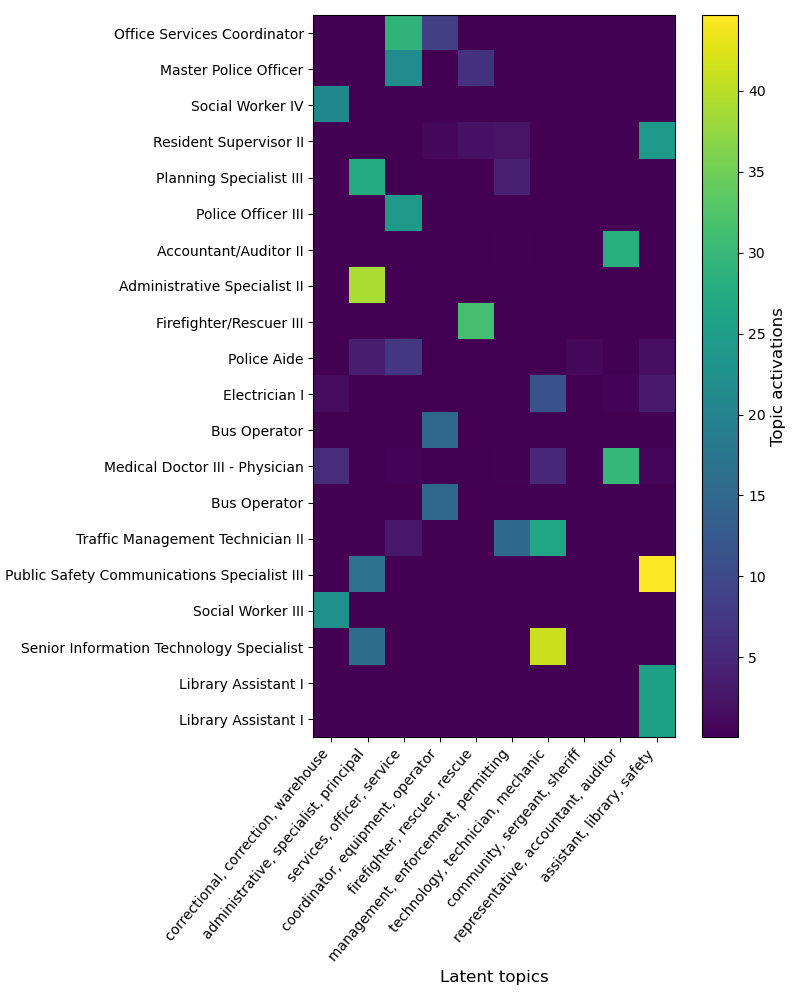 Office Services Coordinator
Master Police Officer
Social Worker IV
Resident Supervisor II
Planning Specialist III
Police Officer III
Accountant/Auditor II
Administrative Specialist II
Firefighter/Rescuer III
Police Aide
Electrician I
Bus Operator
Medical Doctor III - Physician
Bus Operator
Traffic Management Technician II
Public Safety Communications Specialist III
Social Worker III
Senior Information Technology Specialist
Library Assistant I
Library Assistant I
correctional, correction, warehouse
administrative, specialist, principal
services, officer, service
coordinator, equipment, operator
firefighter, rescuer, rescue
management, enforcement, permitting
technology, technician, mechanic
community, sergeant, sheriff
representative, accountant, auditor
assistant, library, safety
Latent topics
40
35
30
25
20
15
10
5
Topic activations